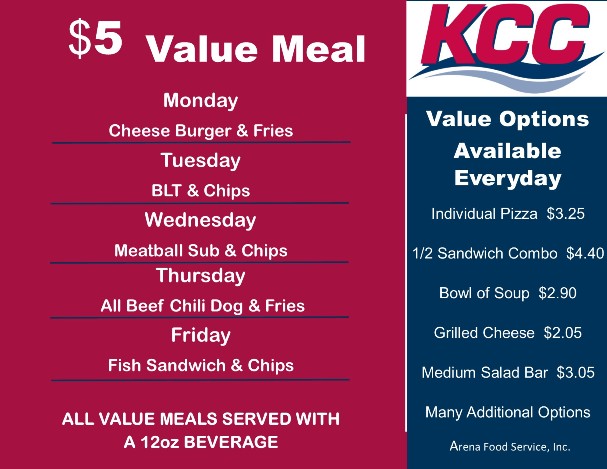 $5 Value Meal
Monday
Cheese Burger & Fries
Tuesday
BLT & Chips
Wednesday
Meatball Sub & Chips
Thursday
All Beef Chili Dog & Fries
Friday
Fish Sandwich & Chips
ALL VALUE MEALS SERVED WITH
A 12oz BEVERAGE
KCC
Value Options
Available
Everyday
Individual Pizza $3.25
1/2 Sandwich Combo $4.40
Bowl of Soup $2.90
Grilled Cheese $2.05
Medium Salad Bar $3.05
Many Additional Options
Arena Food Service, Inc.